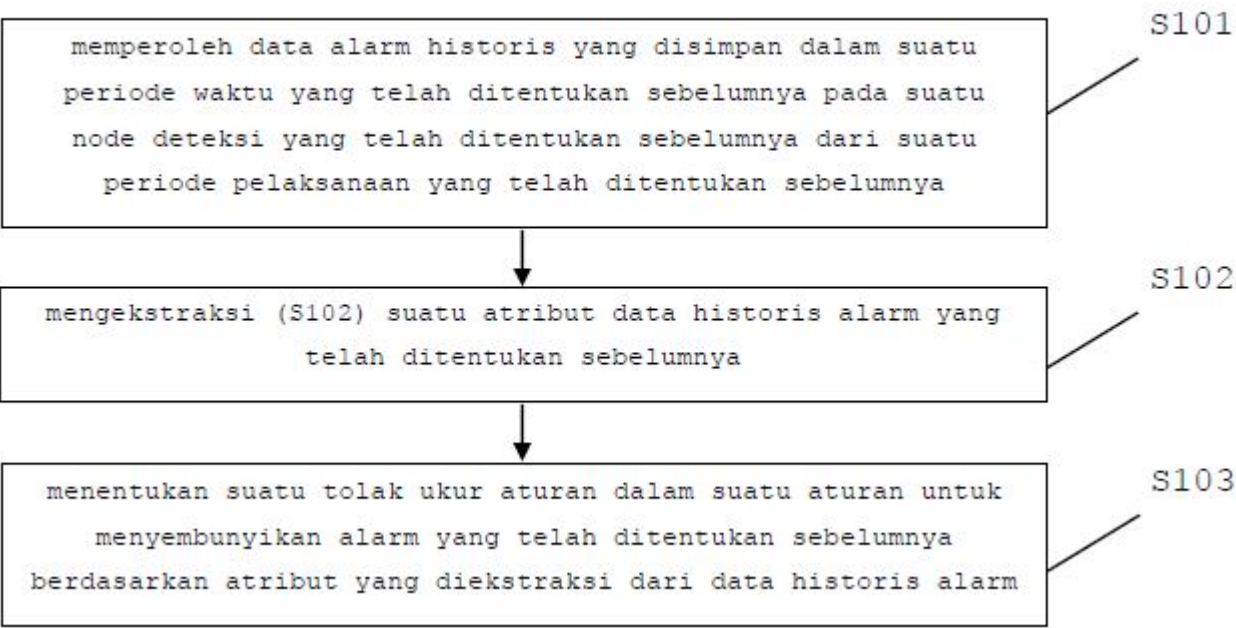 S101
memperoleh data alarm historis yang disimpan dalam suatu
periode waktu yang telah ditentukan sebelumnya pada suatu
node deteksi yang telah ditentukan sebelumnya dari suatu
periode pelaksanaan yang telah ditentukan sebelumnya
S102
mengekstraksi (S102) suatu atribut data historis alarm yang
telah ditentukan sebelumnya
S103
menentukan suatu tolak ukur aturan dalam suatu aturan untuk
menyembunyikan alarm yang telah ditentukan sebelumnya
berdasarkan atribut yang diekstraksi dari data historis alarm